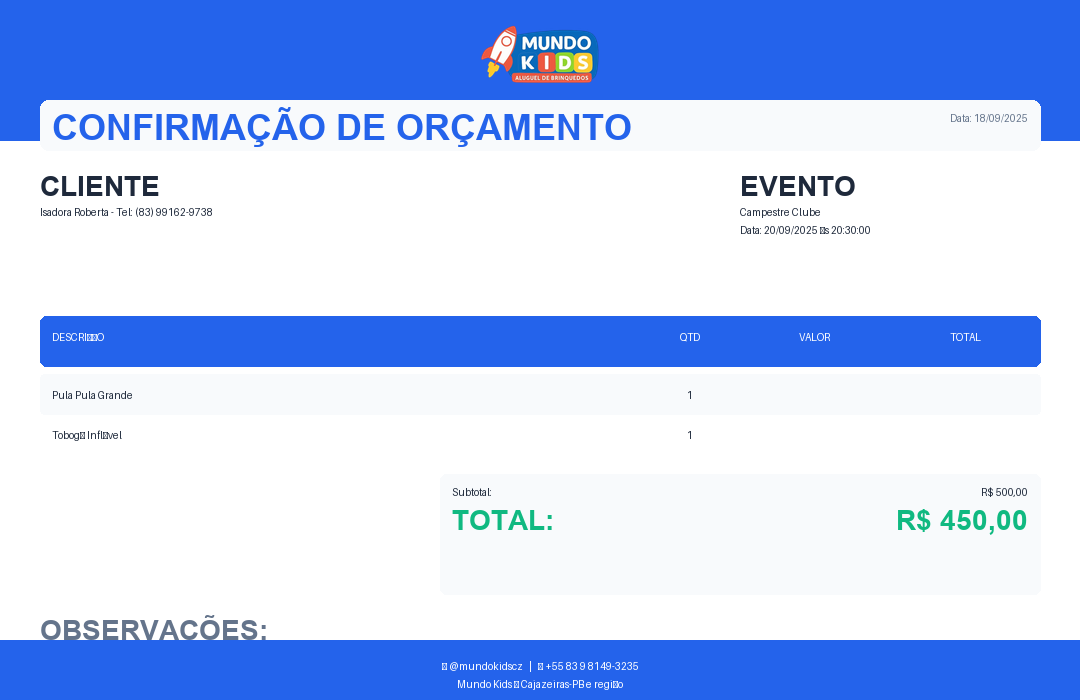 MUNDO
KIDS
ALUGUEL DE BRINQUEDOS
CONFIRMAÇÃO DE ORÇAMENTO
Data: 18/09/2025
CLIENTE
Isadora Roberta - Tel: (83) 99162-9738
EVENTO
Campestre Clube
Data: 20/09/2025 □s 20:30:00
DESCRI□□O QTD VALOR TOTAL
Pula Pula Grande 1
Tobog□ Infl□vel 1
Subtotal: R$ 500,00
TOTAL: R$ 450,00
OBSERVAÇÕES:
□ @mundokidscz | □ +55 83 9 8149-3235
Mundo Kids □ Cajazeiras-PB e regi□o